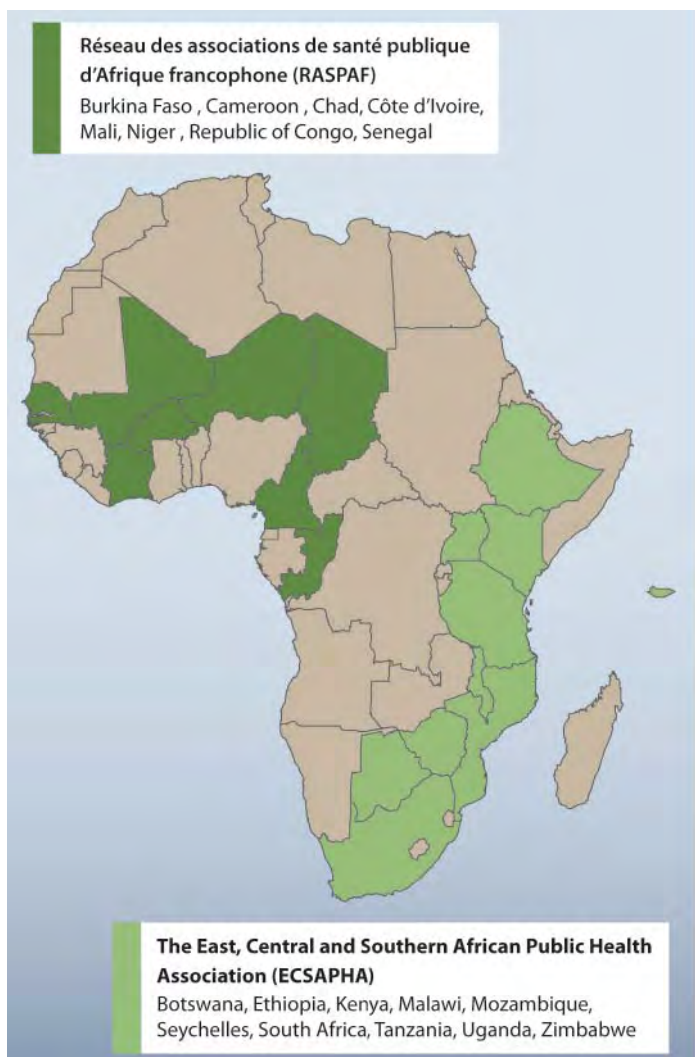 Réseau des associations de santé publique
d’Afrique francophone (RASPAF)
Burkina Faso , Cameroon , Chad, Côte d’Ivoire,
Mali, Niger , Republic of Congo, Senegal
The East, Central and Southern African Public Health
Association (ECSAPHA)
Botswana, Ethiopia, Kenya, Malawi, Mozambique,
Seychelles, South Africa, Tanzania, Uganda, Zimbabwe